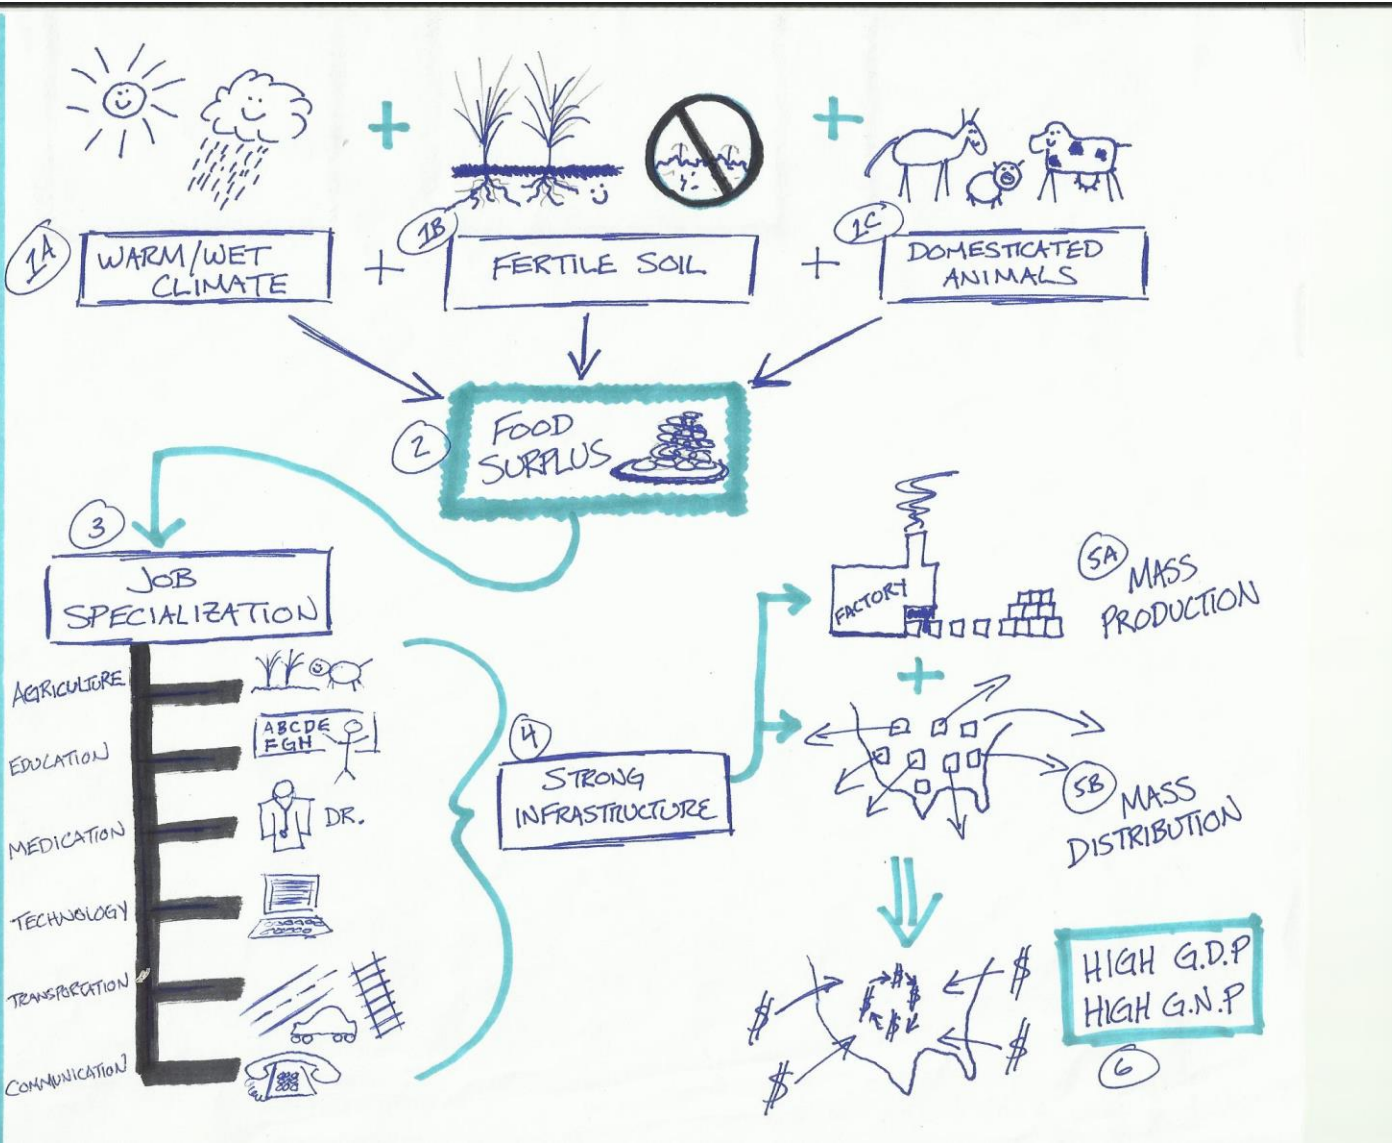 1A
WARM/WET
CLIMATE
1B
FERTILE SOIL
1C
DOMESTICATED
ANIMALS
2
FOOD
SURPLUS
3
JOB
SPECIALIZATION
AGRICULTURE
EDUCATION
ABCDE
FGH
MEDICATION
DR.
TECHNOLOGY
TRANSPORTATION
COMMUNICATION
4
STRONG
INFRASTRUCTURE
FACTORY
5A
MASS
PRODUCTION
5B
MASS
DISTRIBUTION
$ $ $ $ $
$
$
$
$
HIGH G.D.P
HIGH G.N.P
6